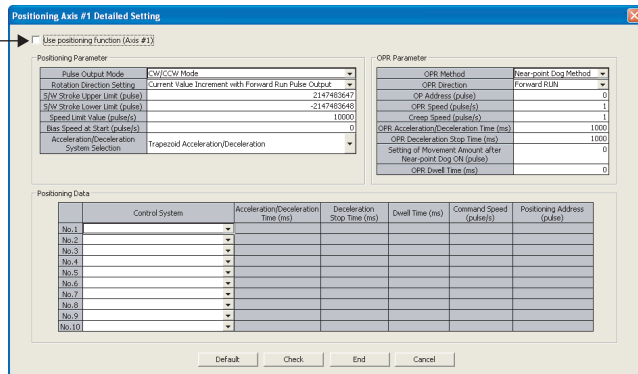 Positioning Axis #1 Detailed Setting
Use positioning function (Axis #1)
Positioning Parameter
Pulse Output Mode CW/CCW Mode
Rotation Direction Setting Current Value Increment with Forward Run Pulse Output
S/W Stroke Upper Limit (pulse) 2147483647
S/W Stroke Lower Limit (pulse) -2147483648
Speed Limit Value (pulse/s) 10000
Bias Speed at Start (pulse/s) 0
Acceleration/Deceleration
System Selection
Trapezoid Acceleration/Deceleration
OPR Parameter
OPR Method Near-point Dog Method
OPR Direction Forward RUN
OP Address (pulse) 0
OPR Speed (pulse/s) 1
Creep Speed (pulse/s) 1
OPR Acceleration/Deceleration Time (ms) 1000
OPR Deceleration Stop Time (ms) 1000
Setting of Movement Amount after 0
Near-point Dog ON (pulse)
OPR Dwell Time (ms) 0
Positioning Data
Control System
Acceleration/Deceleration
Time (ms)
Deceleration
Stop Time (ms)
Dwell Time (ms)
Command Speed
(pulse/s)
Positioning Address
(pulse)
No.1
No.2
No.3
No.4
No.5
No.6
No.7
No.8
No.9
No.10
Default Check End Cancel